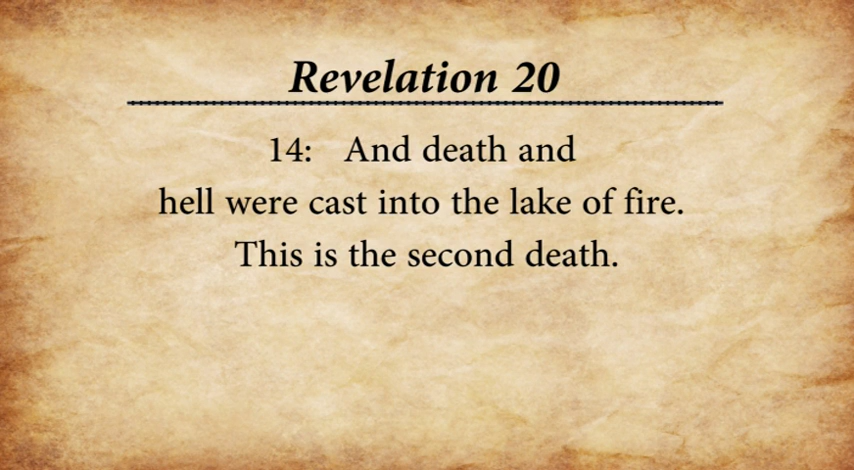 Revelation 20
14: And death and
hell were cast into the lake of fire.
This is the second death.